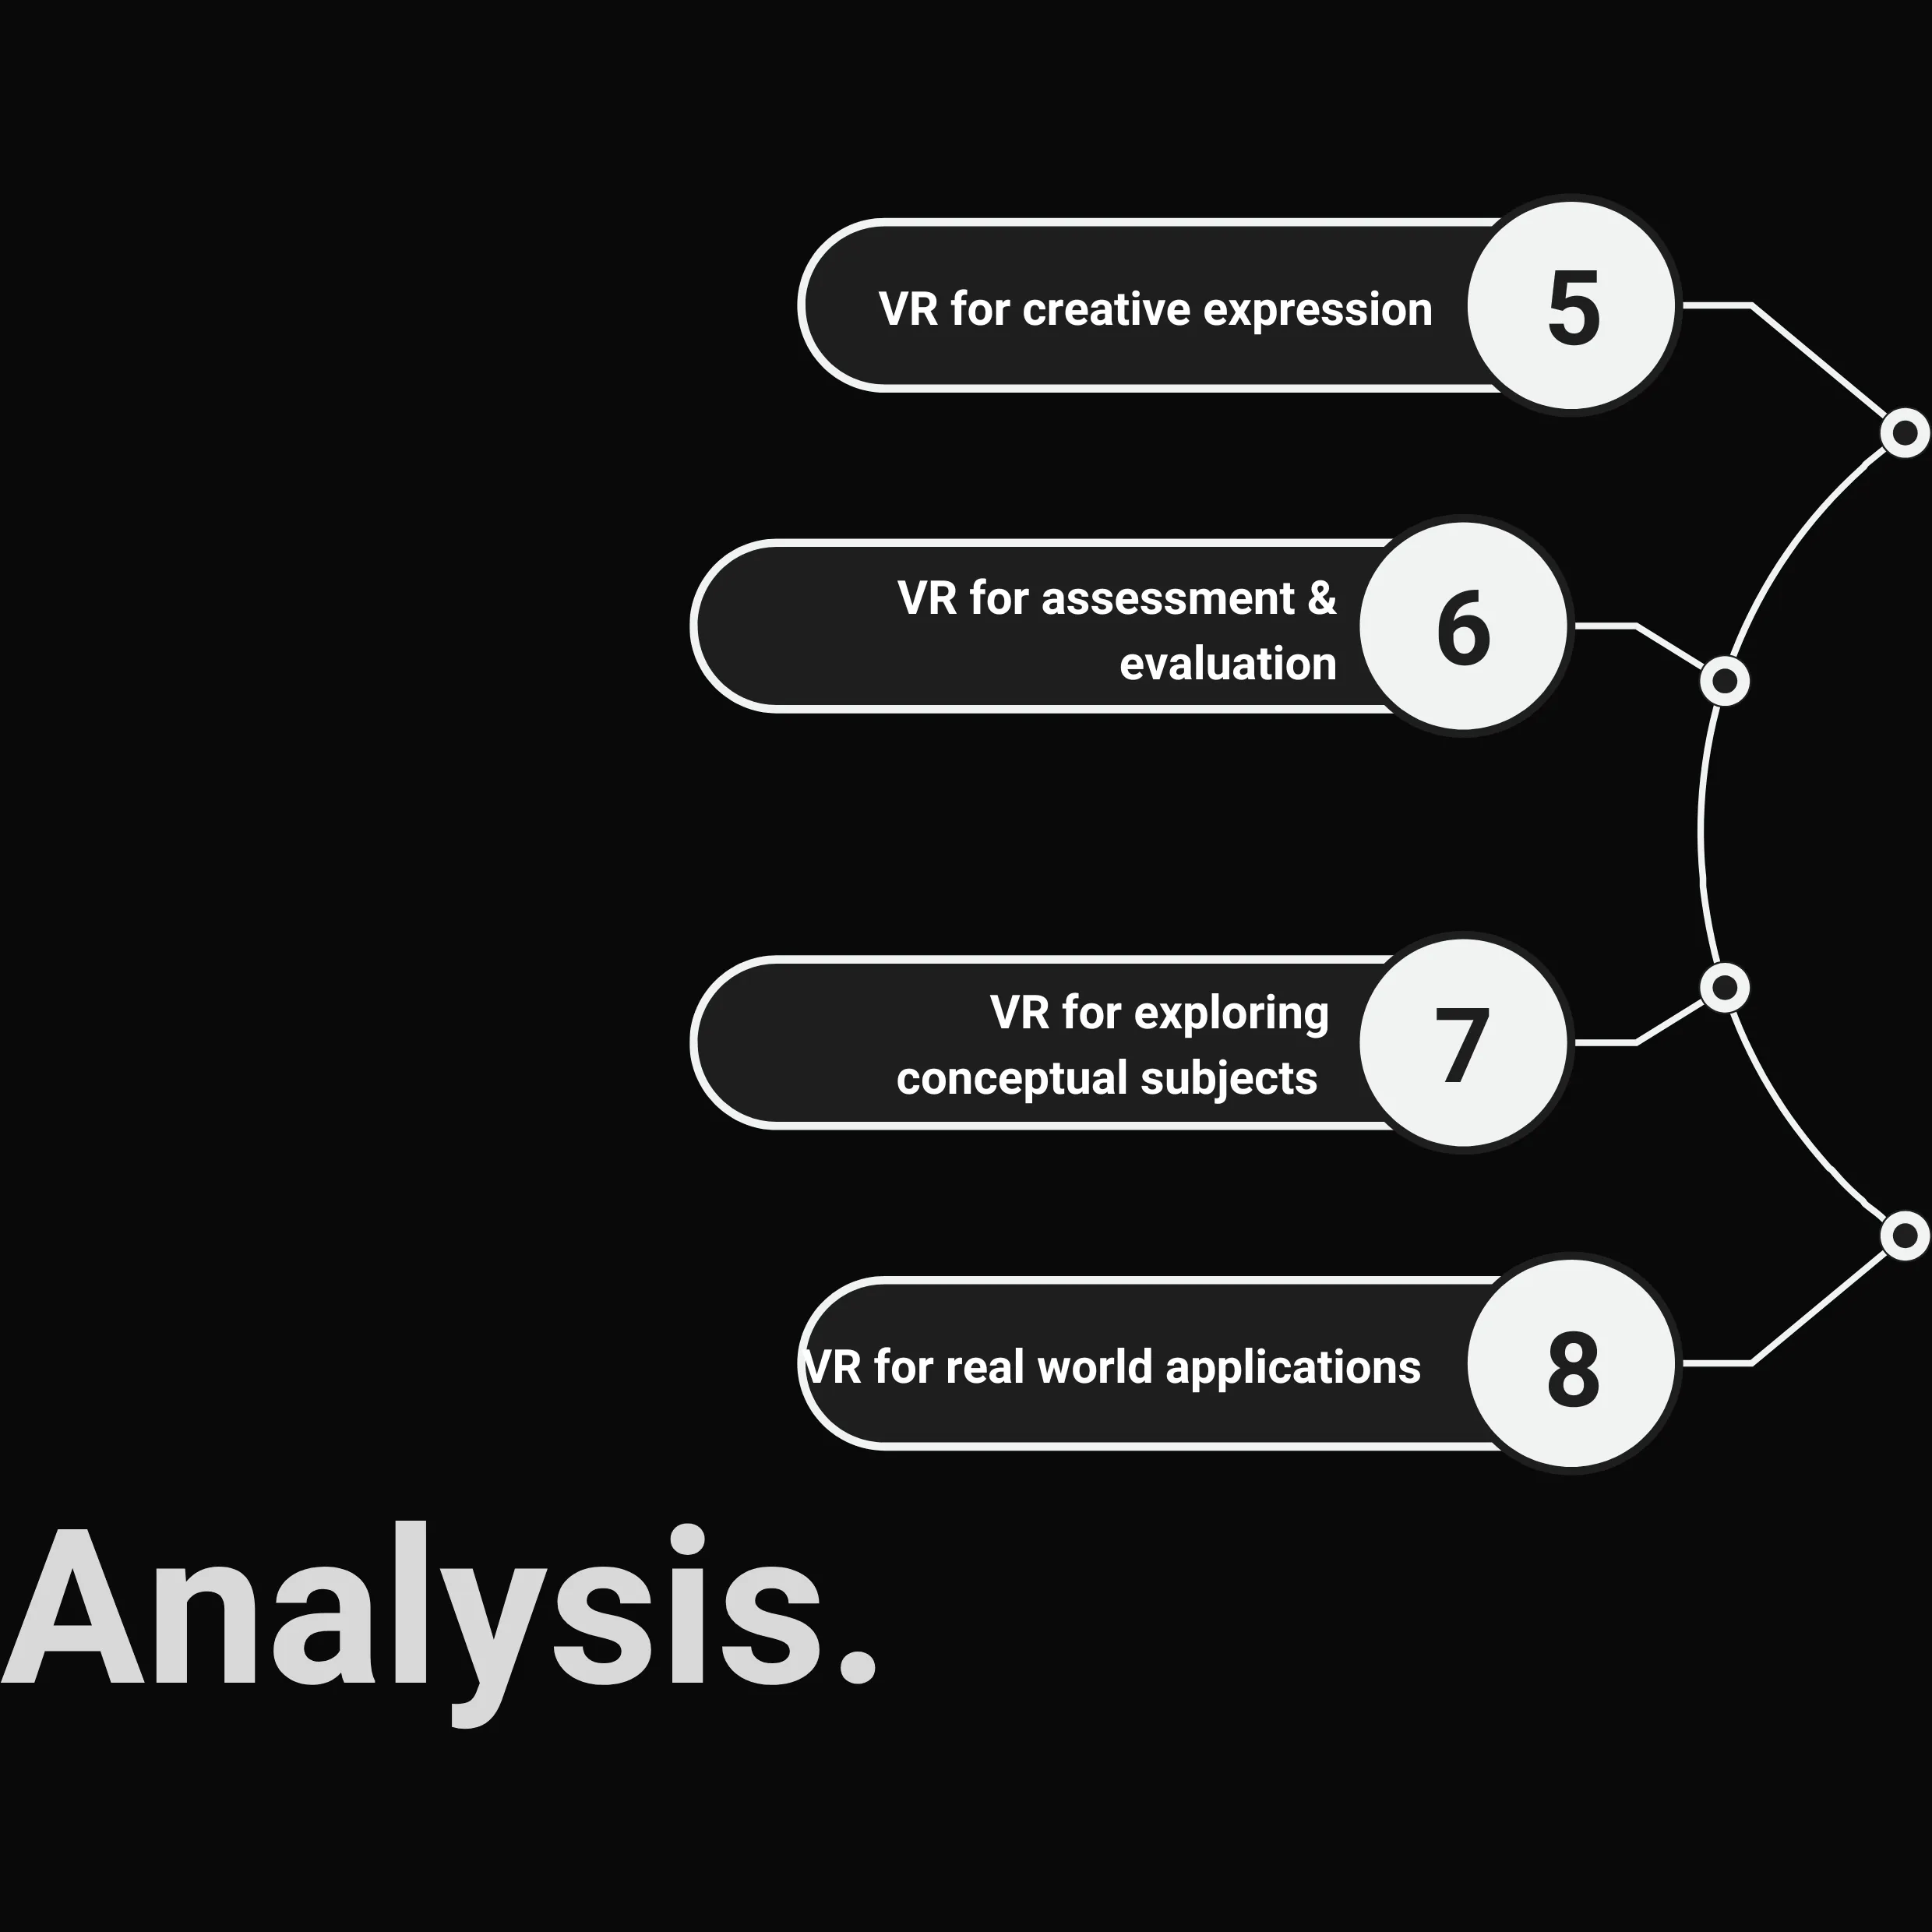 VR for creative expression
5
VR for assessment &
evaluation
6
VR for exploring
conceptual subjects
7
VR for real world applications
8
Analysis.